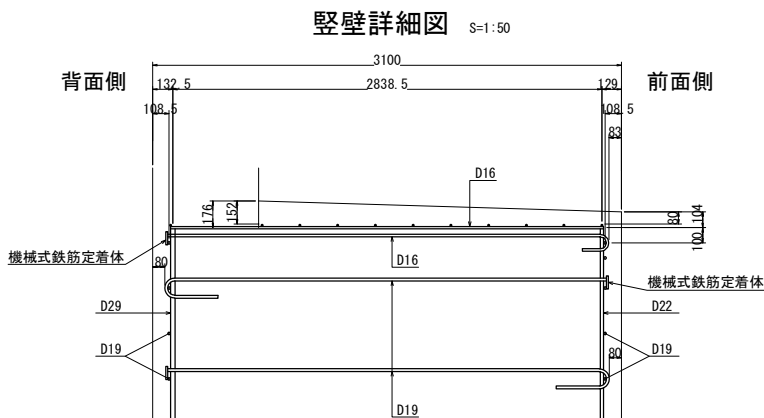 竪壁詳細図 S=1:50
3100
背面側 132.5 2838.5 129 前面側
108.5 108.5
83
D16
176 152 80 104
100
機械式鉄筋定着体 D16
80 機械式鉄筋定着体
D16
D29 D22
D19 D19
80
D19